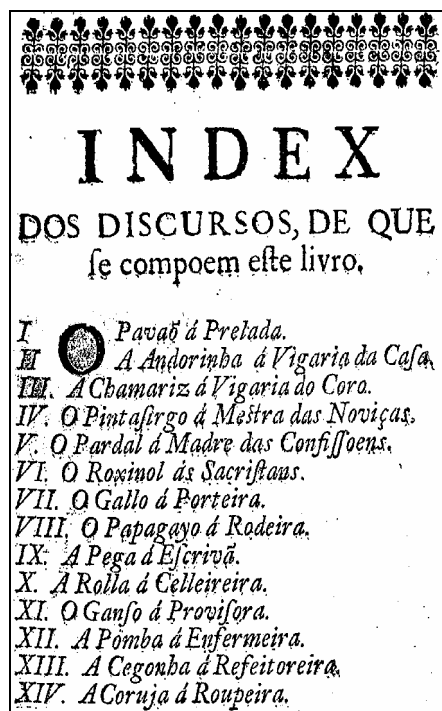 INDEX
DOS DISCURSOS, DE QUE
ſe compoem eſte livro.
I O Pavaõ á Prelada.
II A Andorinha á Vigaria da Caſa.
III. A Chamariz á Vigaria do Coro.
IV. O Pintaſirgo á Meſtra das Noviças.
V. O Pardal á Madre das Confiſſoens.
VI. O Roxinol ás Sacriſtans.
VII. O Gallo á Porteira.
VIII. O Papagayo á Rodeira.
IX. A Pega á Eſcrivã.
X. A Rolla á Celleireira.
XI. O Ganſo á Proviſora.
XII. A Pomba á Enfermeira.
XIII. A Cegonha á Refeitoreira.
XIV. A Coruja á Roupeira.